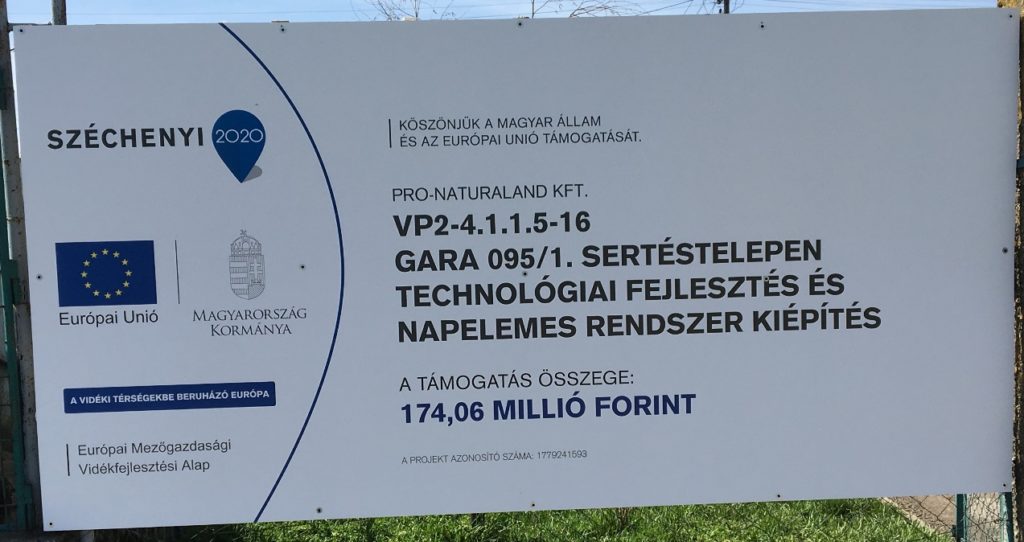 SZÉCHENYI 2020
Európai Unió
MAGYARORSZÁG
KORMÁNYA
A VIDÉKI TÉRSÉGEKBE BERUHÁZÓ EURÓPA
Európai Mezőgazdasági
Vidékfejlesztési Alap
KÖSZÖNJÜK A MAGYAR ÁLLAM
ÉS AZ EURÓPAI UNIÓ TÁMOGATÁSÁT.
PRO-NATURALAND KFT.
VP2-4.1.1.5-16
GARA 095/1. SERTÉSTELEPEN
TECHNOLÓGIAI FEJLESZTÉS ÉS
NAPELEMES RENDSZER KIÉPÍTÉS
A TÁMOGATÁS ÖSSZEGE:
174,06 MILLIÓ FORINT
A PROJEKT AZONOSÍTÓ SZÁMA: 1779241593